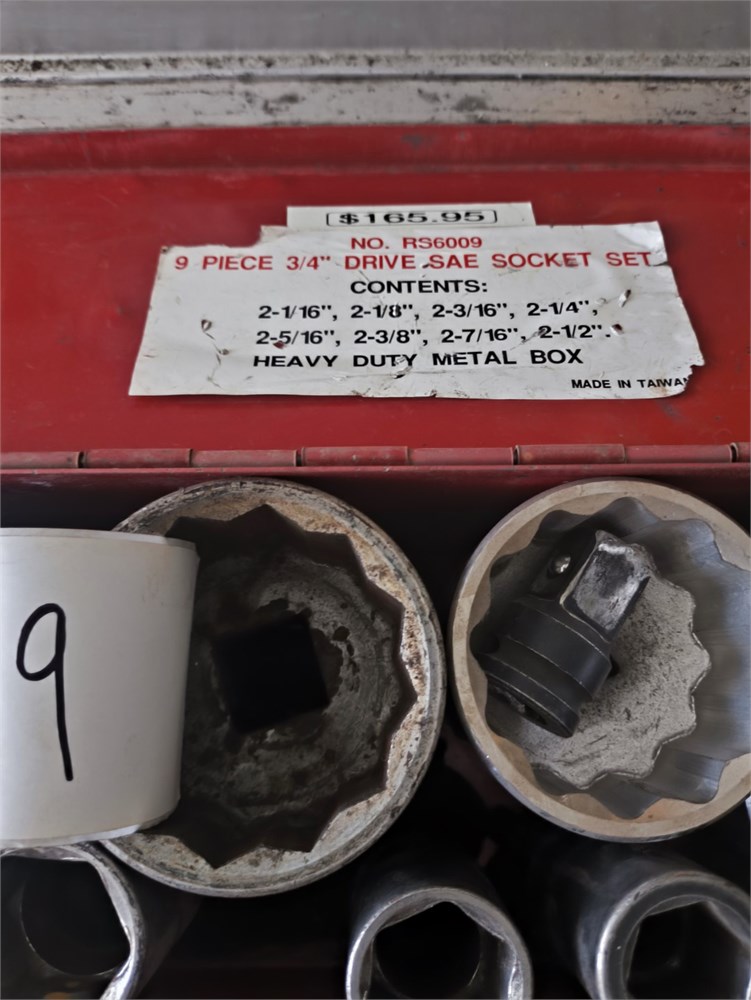 [$165.95]
NO. RS6009
9 PIECE 3/4" DRIVE SAE SOCKET SET
CONTENTS:
2-1/16", 2-1/8", 2-3/16", 2-1/4",
2-5/16", 2-3/8", 2-7/16", 2-1/2".
HEAVY DUTY METAL BOX
MADE IN TAIWAN
9